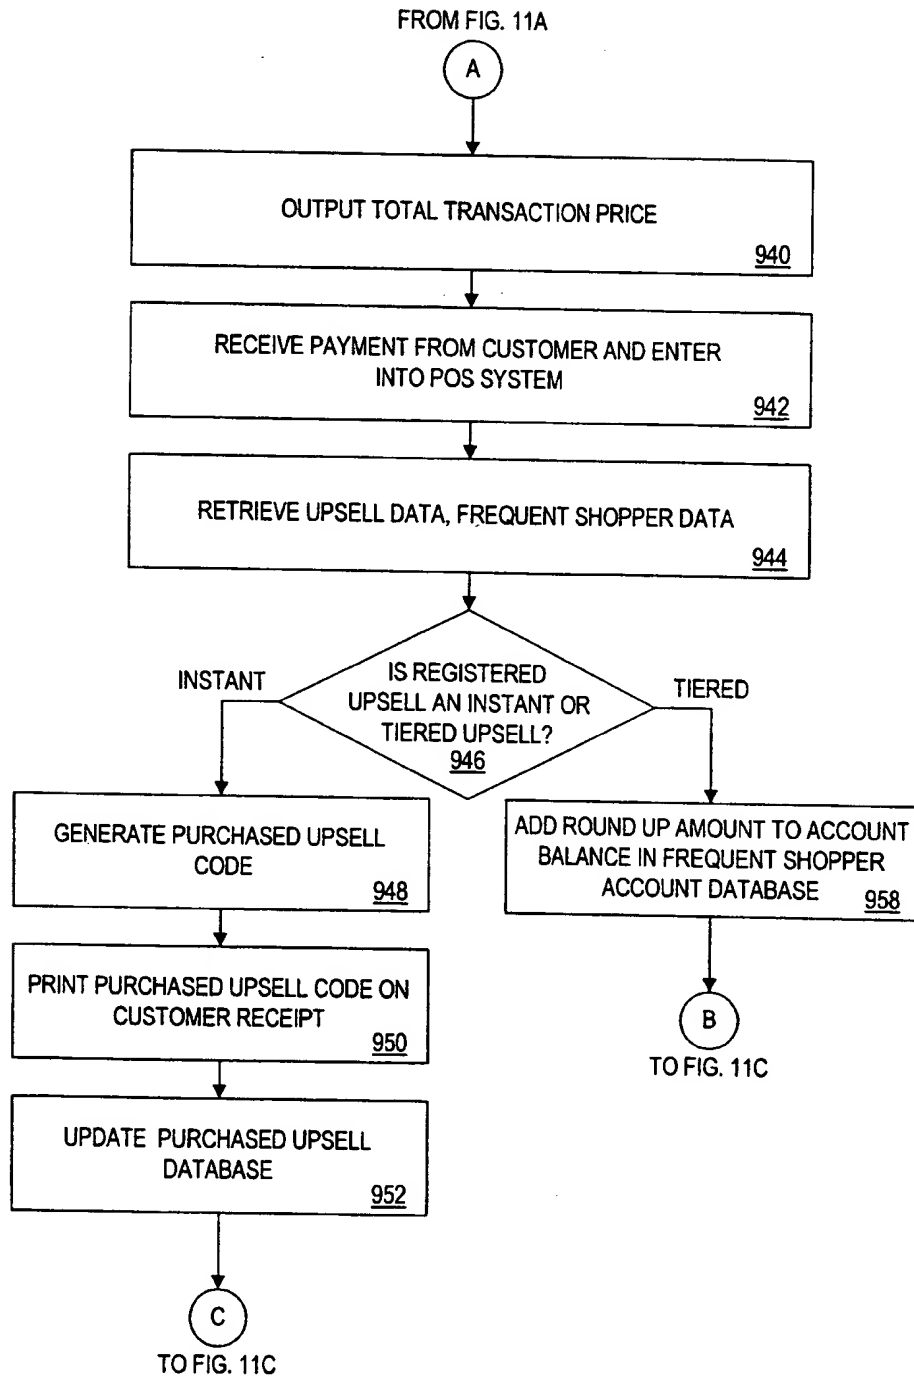 FROM FIG. 11A
A
OUTPUT TOTAL TRANSACTION PRICE
940
RECEIVE PAYMENT FROM CUSTOMER AND ENTER
INTO POS SYSTEM
942
RETRIEVE UPSELL DATA, FREQUENT SHOPPER DATA
944
IS REGISTERED
UPSELL AN INSTANT OR
TIERED UPSELL?
946
INSTANT
TIERED
GENERATE PURCHASED UPSELL
CODE
948
PRINT PURCHASED UPSELL CODE ON
CUSTOMER RECEIPT
950
UPDATE PURCHASED UPSELL
DATABASE
952
C
TO FIG. 11C
ADD ROUND UP AMOUNT TO ACCOUNT
BALANCE IN FREQUENT SHOPPER
ACCOUNT DATABASE
958
B
TO FIG. 11C